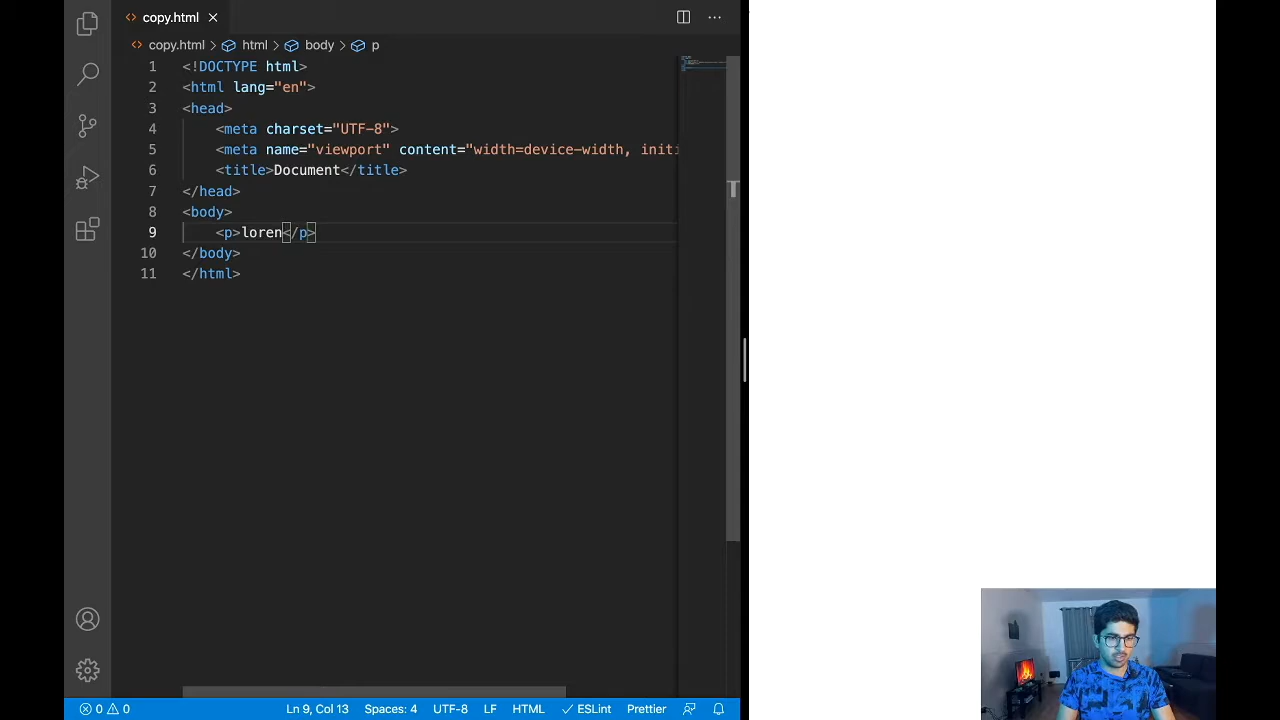 copy.html
copy.html > html > body > p
1 <!DOCTYPE html>
2 <html lang="en">
3 <head>
4 <meta charset="UTF-8">
5 <meta name="viewport" content="width=device-width, initi
6 <title>Document</title>
7 </head>
8 <body>
9 <p>loren</p>
10 </body>
11 </html>
0 0 Ln 9, Col 13 Spaces: 4 UTF-8 LF HTML ESLint Prettier